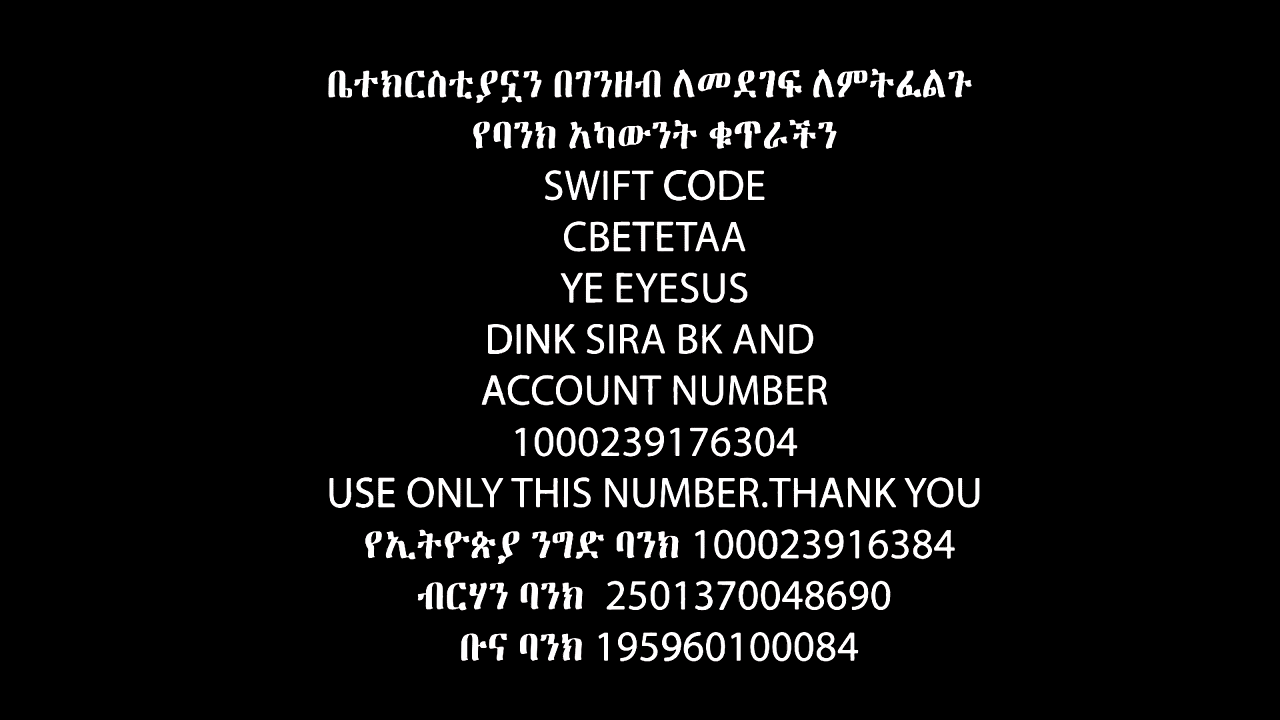 ቤተክርስቲያኗን በገንዘብ ለመደገፍ ለምትፈልጉ
የባንክ አካውንት ቁጥራችን
SWIFT CODE
CBETETAA
YE EYESUS
DINK SIRA BK AND
ACCOUNT NUMBER
1000239176304
USE ONLY THIS NUMBER.THANK YOU
የኢትዮጵያ ንግድ ባንክ 100023916384
ብርሃን ባንክ 2501370048690
ቡና ባንክ 195960100084